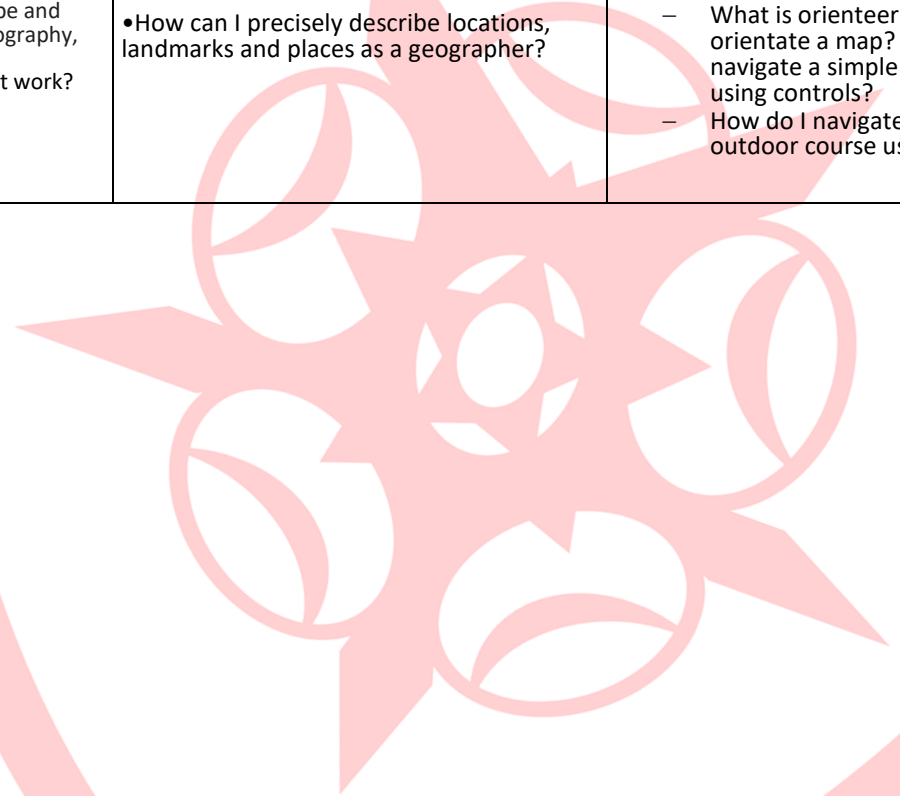 pe and
ography,
t work?
•How can I precisely describe locations,
landmarks and places as a geographer?
– What is orienteer
orientate a map?
navigate a simple
using controls?
– How do I navigate
outdoor course us